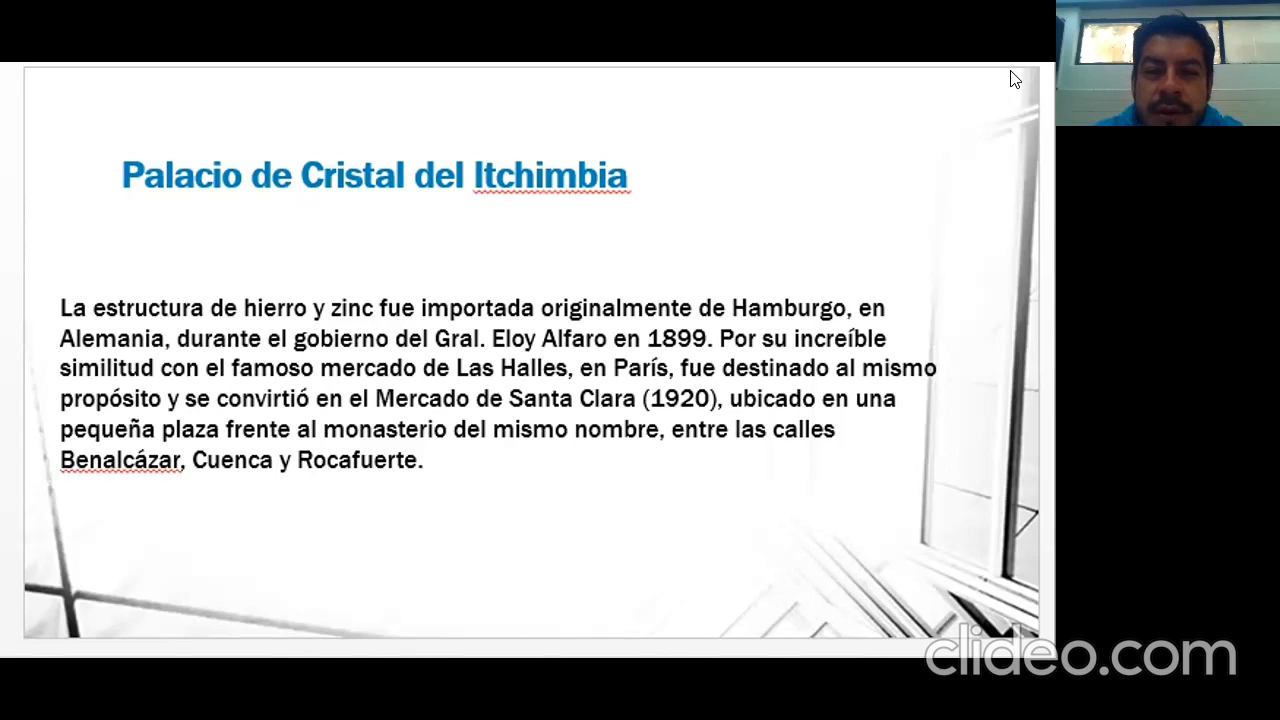 Palacio de Cristal del Itchimbia
La estructura de hierro y zinc fue importada originalmente de Hamburgo, en
Alemania, durante el gobierno del Gral. Eloy Alfaro en 1899. Por su increíble
similitud con el famoso mercado de Las Halles, en París, fue destinado al mismo
propósito y se convirtió en el Mercado de Santa Clara (1920), ubicado en una
pequeña plaza frente al monasterio del mismo nombre, entre las calles
Benalcázar, Cuenca y Rocafuerte.
clideo.com